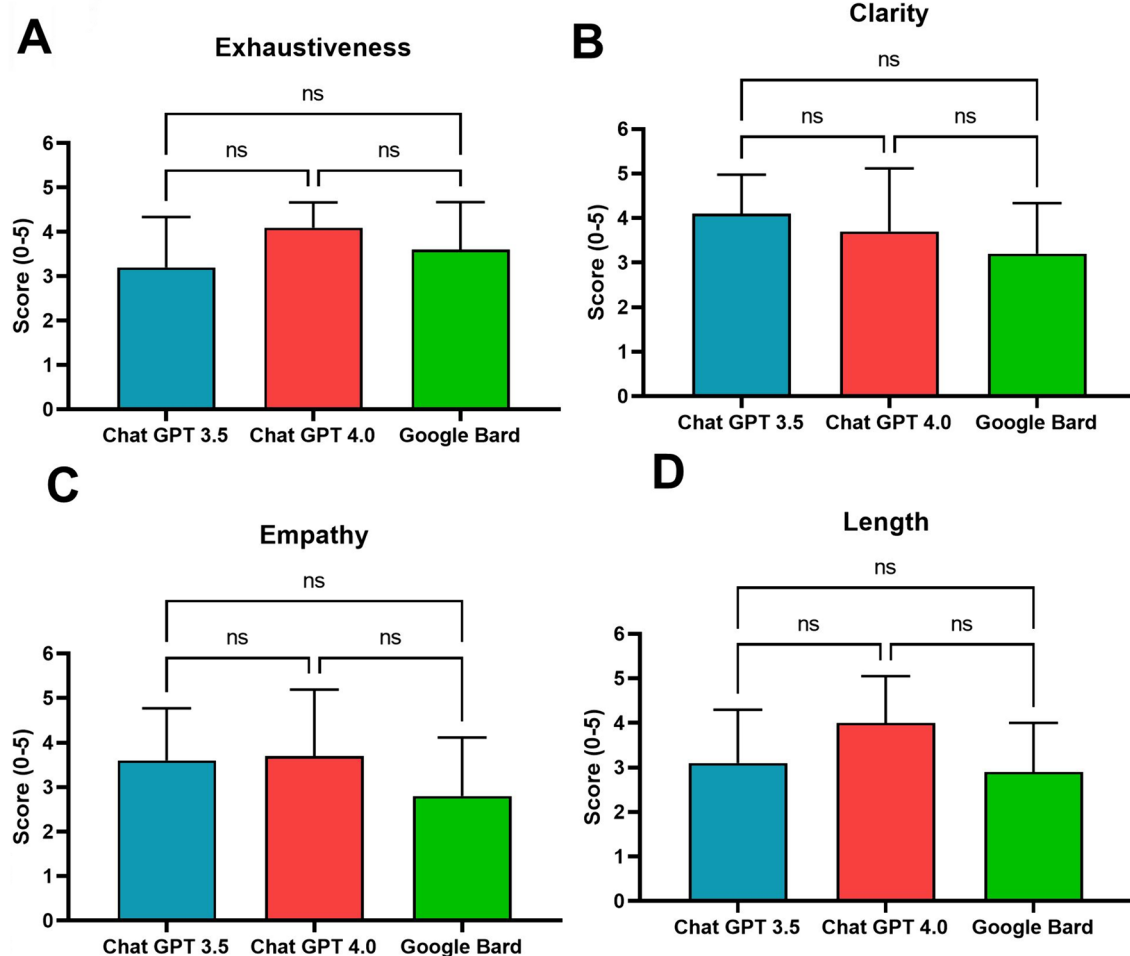 A
Exhaustiveness
ns
ns ns
Score (0-5)
6
5
4
3
2
1
0
Chat GPT 3.5 Chat GPT 4.0 Google Bard
B
Clarity
ns
ns ns
Score (0-5)
6
5
4
3
2
1
0
Chat GPT 3.5 Chat GPT 4.0 Google Bard
C
Empathy
ns
ns ns
Score (0-5)
6
5
4
3
2
1
0
Chat GPT 3.5 Chat GPT 4.0 Google Bard
D
Length
ns
ns ns
Score (0-5)
6
5
4
3
2
1
0
Chat GPT 3.5 Chat GPT 4.0 Google Bard